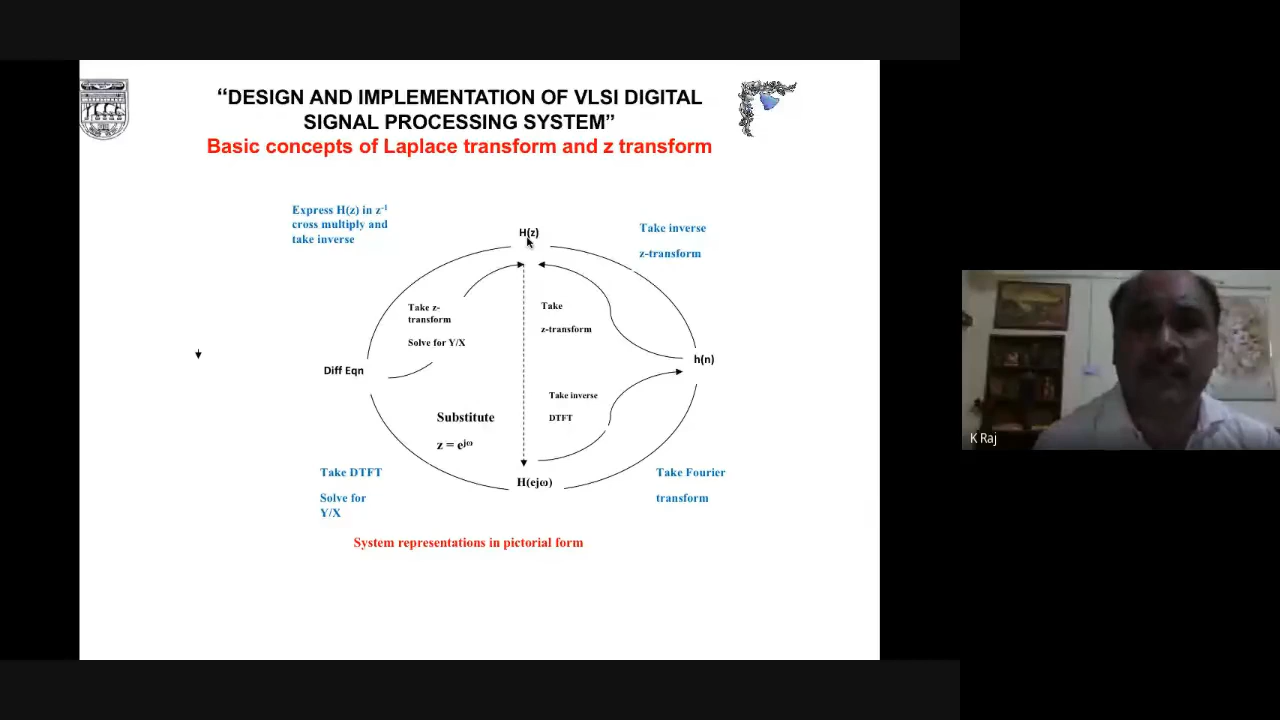 “DESIGN AND IMPLEMENTATION OF VLSI DIGITAL
SIGNAL PROCESSING SYSTEM”
Basic concepts of Laplace transform and z transform
Express H(z) in z⁻¹
cross multiply and
take inverse
H(z)
Take inverse
z-transform
Take z-
transform
Solve for Y/X
Take
z-transform
Diff Eqn
h(n)
Substitute
z = eʲω
Take inverse
DTFT
Take DTFT
Solve for
Y/X
H(ejω)
Take Fourier
transform
System representations in pictorial form
K Raj